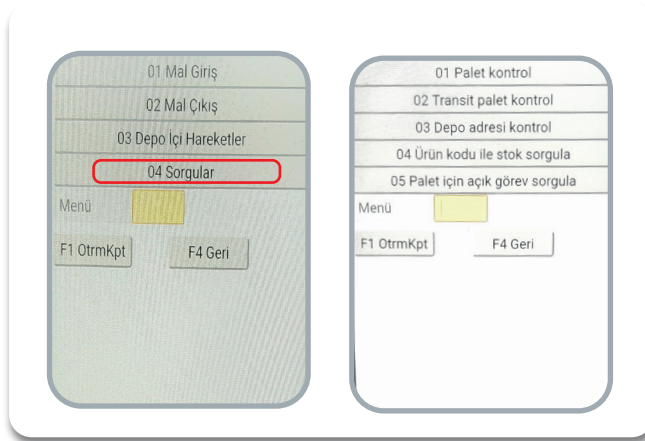 01 Mal Giriş
02 Mal Çıkış
03 Depo İçi Hareketler
04 Sorgular
Menü
F1 OtrmKpt
F4 Geri
01 Palet kontrol
02 Transit palet kontrol
03 Depo adresi kontrol
04 Ürün kodu ile stok sorgula
05 Palet için açık görev sorgula
Menü
F1 OtrmKpt
F4 Geri